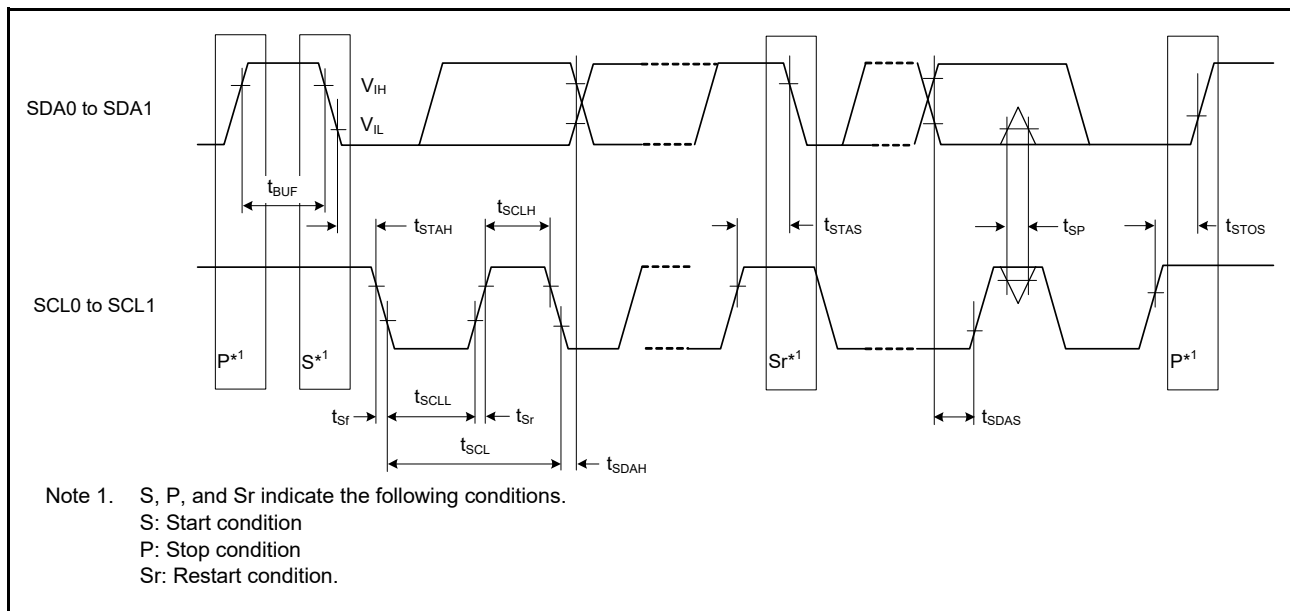 SDA0 to SDA1
VIH
VIL
tBUF
tSTAH
tSCLH
tSTAS
tSP
tSTOS
SCL0 to SCL1
P*1
S*1
Sr*1
P*1
tSf
tSCLL
tSr
tSCL
tSDAH
tSDAS
Note 1. S, P, and Sr indicate the following conditions.
S: Start condition
P: Stop condition
Sr: Restart condition.